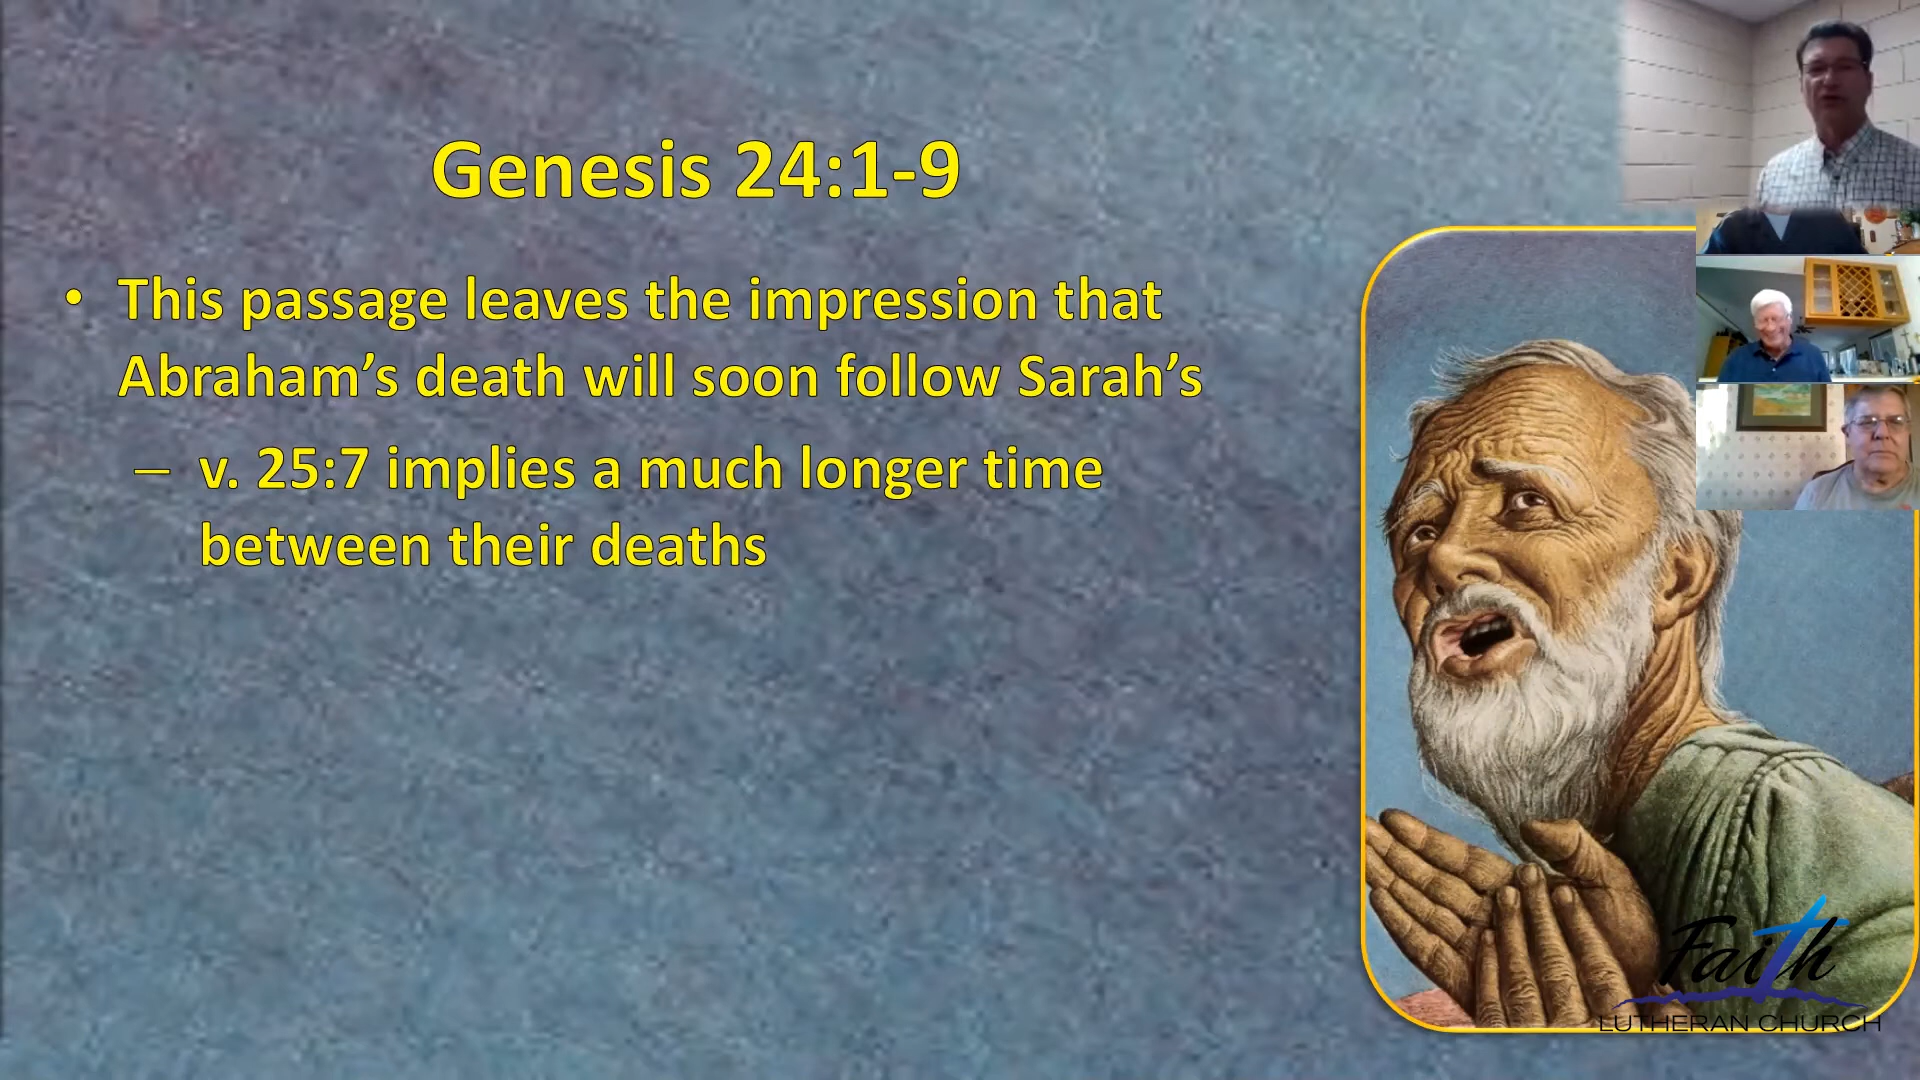 Genesis 24:1-9
• This passage leaves the impression that
Abraham’s death will soon follow Sarah’s
– v. 25:7 implies a much longer time
between their deaths
Faith
LUTHERAN CHURCH